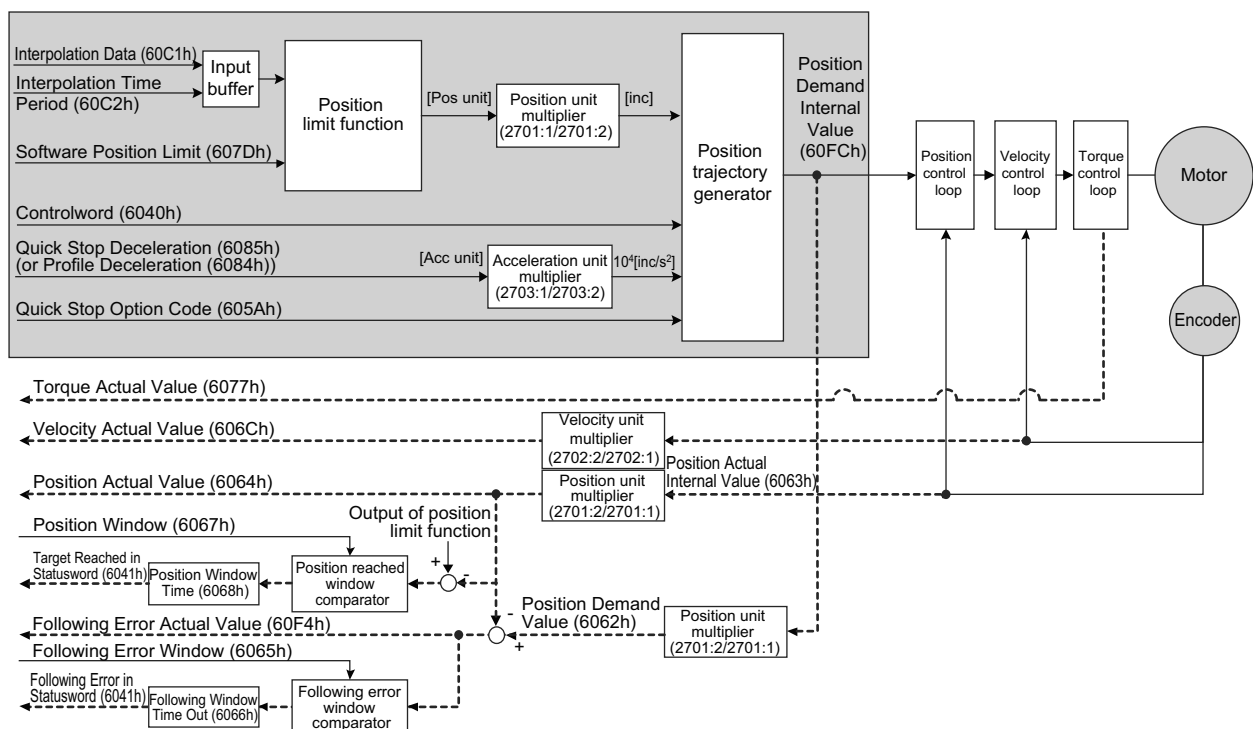 Interpolation Data (60C1h)
Interpolation Time
Period (60C2h)
Input
buffer
Position
limit function
[Pos unit]
Position unit
multiplier
(2701:1/2701:2)
[inc]
Software Position Limit (607Dh)
Position
trajectory
generator
Position
Demand
Internal
Value
(60FCh)
Position
control
loop
Velocity
control
loop
Torque
control
loop
Motor
Controlword (6040h)
Quick Stop Deceleration (6085h)
(or Profile Deceleration (6084h))
[Acc unit]
Acceleration unit
multiplier
(2703:1/2703:2)
10⁴[inc/s²]
Quick Stop Option Code (605Ah)
Encoder
Torque Actual Value (6077h)
Velocity Actual Value (606Ch)
Velocity unit
multiplier
(2702:2/2702:1)
Position Actual Value (6064h)
Position unit
multiplier
(2701:2/2701:1)
Position Actual
Internal Value (6063h)
Position Window (6067h)
Output of position
limit function
+
-
Target Reached in
Statusword (6041h)
Position Window
Time (6068h)
Position reached
window
comparator
Following Error Actual Value (60F4h)
-
+
Position Demand
Value (6062h)
Position unit
multiplier
(2701:2/2701:1)
Following Error Window (6065h)
Following Error in
Statusword (6041h)
Following Window
Time Out (6066h)
Following error
window
comparator